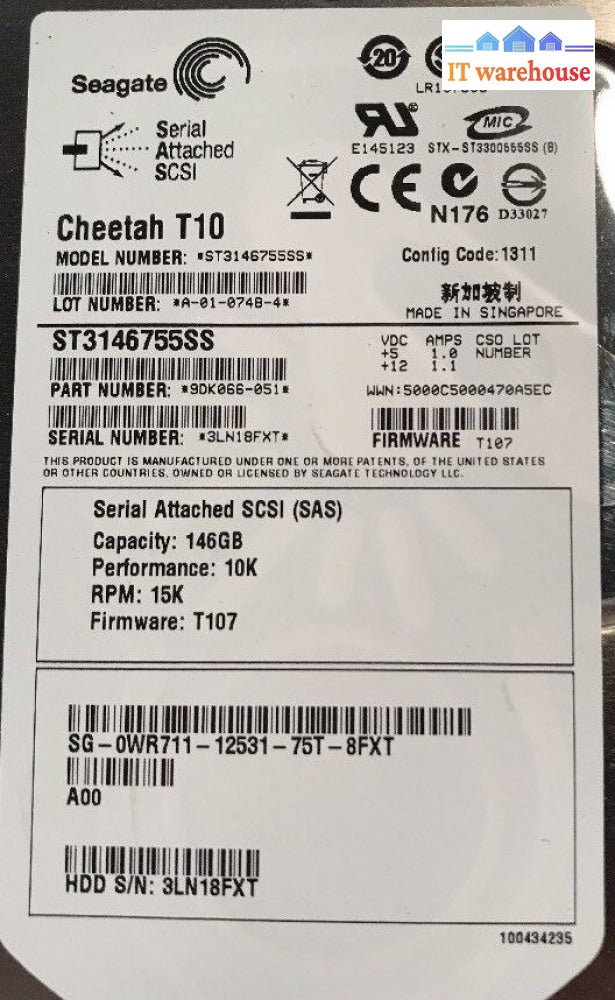 Seagate
20
IT warehouse
Serial
Attached
SCSI
MIC
E145123 STX-ST3300655SS (B)
CE
N176 D33027
Cheetah T10
MODEL NUMBER: *ST3146755SS*
Config Code:1311
LOT NUMBER: *A-01-0748-4*
新加坡制
MADE IN SINGAPORE
ST3146755SS
VDC AMPS CSO LOT
+5 1.0 NUMBER
+12 1.1
PART NUMBER: *9DK066-051*
WWN:5000C5000470A5EC
SERIAL NUMBER: *3LN18FXT*
FIRMWARE T107
THIS PRODUCT IS MANUFACTURED UNDER ONE OR MORE PATENTS, OF THE UNITED STATES
OR OTHER COUNTRIES, OWNED OR LICENSED BY SEAGATE TECHNOLOGY LLC.
Serial Attached SCSI (SAS)
Capacity: 146GB
Performance: 10K
RPM: 15K
Firmware: T107
SG-0WR711-12531-75T-8FXT
A00
HDD S/N: 3LN18FXT
100434235